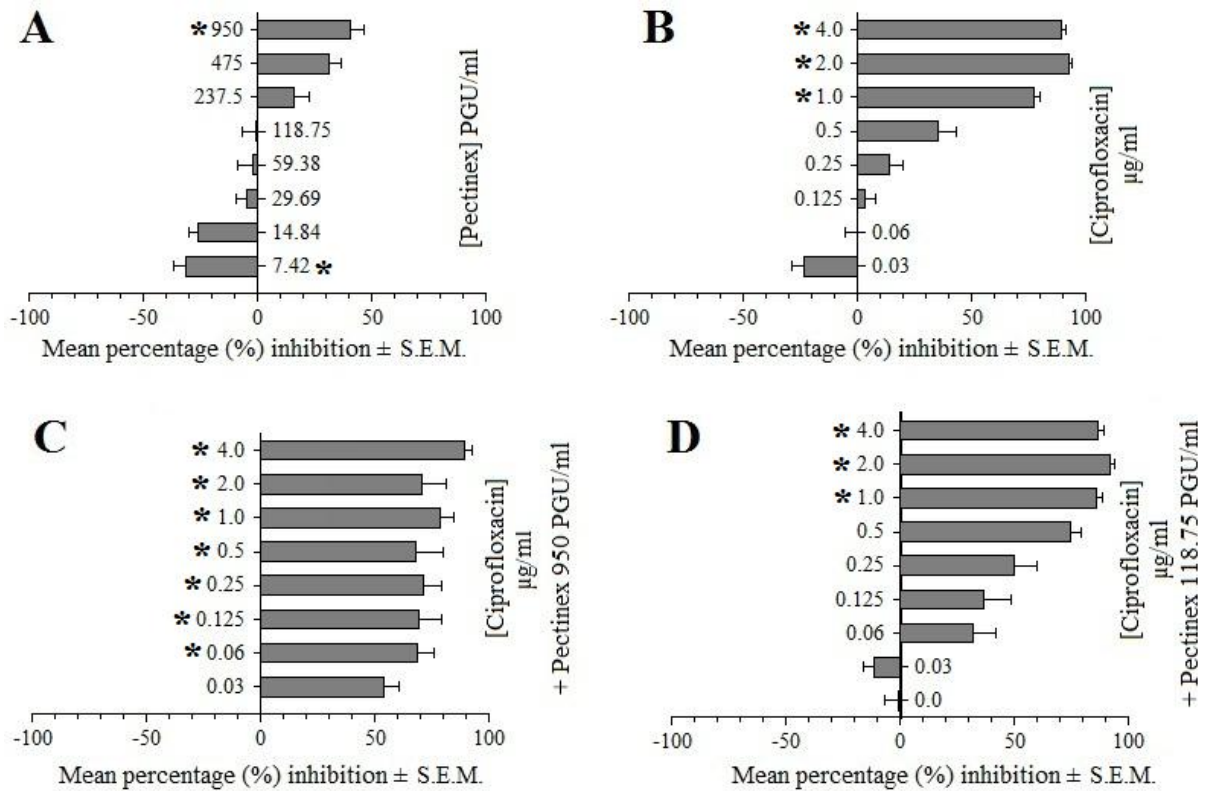 A
*950
475
237.5
118.75
59.38
29.69
14.84
7.42*
[Pectinex] PGU/ml
-100 -50 0 50 100
Mean percentage (%) inhibition ± S.E.M.
B
*4.0
*2.0
*1.0
0.5
0.25
0.125
0.06
0.03
[Ciprofloxacin]
µg/ml
-100 -50 0 50 100
Mean percentage (%) inhibition ± S.E.M.
C
*4.0
*2.0
*1.0
*0.5
*0.25
*0.125
*0.06
0.03
[Ciprofloxacin]
µg/ml
+ Pectinex 950 PGU/ml
-100 -50 0 50 100
Mean percentage (%) inhibition ± S.E.M.
D
*4.0
*2.0
*1.0
0.5
0.25
0.125
0.06
0.03
0.0
[Ciprofloxacin]
µg/ml
+ Pectinex 118.75 PGU/ml
-100 -50 0 50 100
Mean percentage (%) inhibition ± S.E.M.